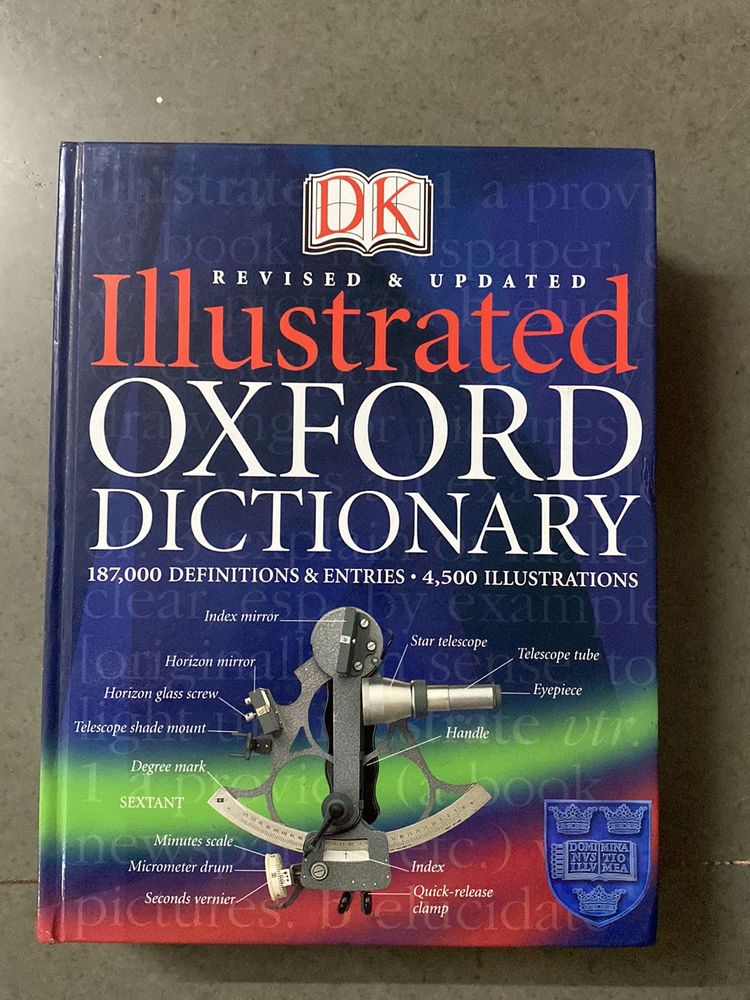 DK
REVISED & UPDATED
Illustrated
OXFORD
DICTIONARY
187,000 DEFINITIONS & ENTRIES • 4,500 ILLUSTRATIONS
Index mirror
Star telescope
Horizon mirror
Telescope tube
Horizon glass screw
Eyepiece
Telescope shade mount
Handle
Degree mark
SEXTANT
Minutes scale
Micrometer drum
Index
Seconds vernier
Quick-release
clamp
DOMI MINA
NVS TIO
ILLV MEA